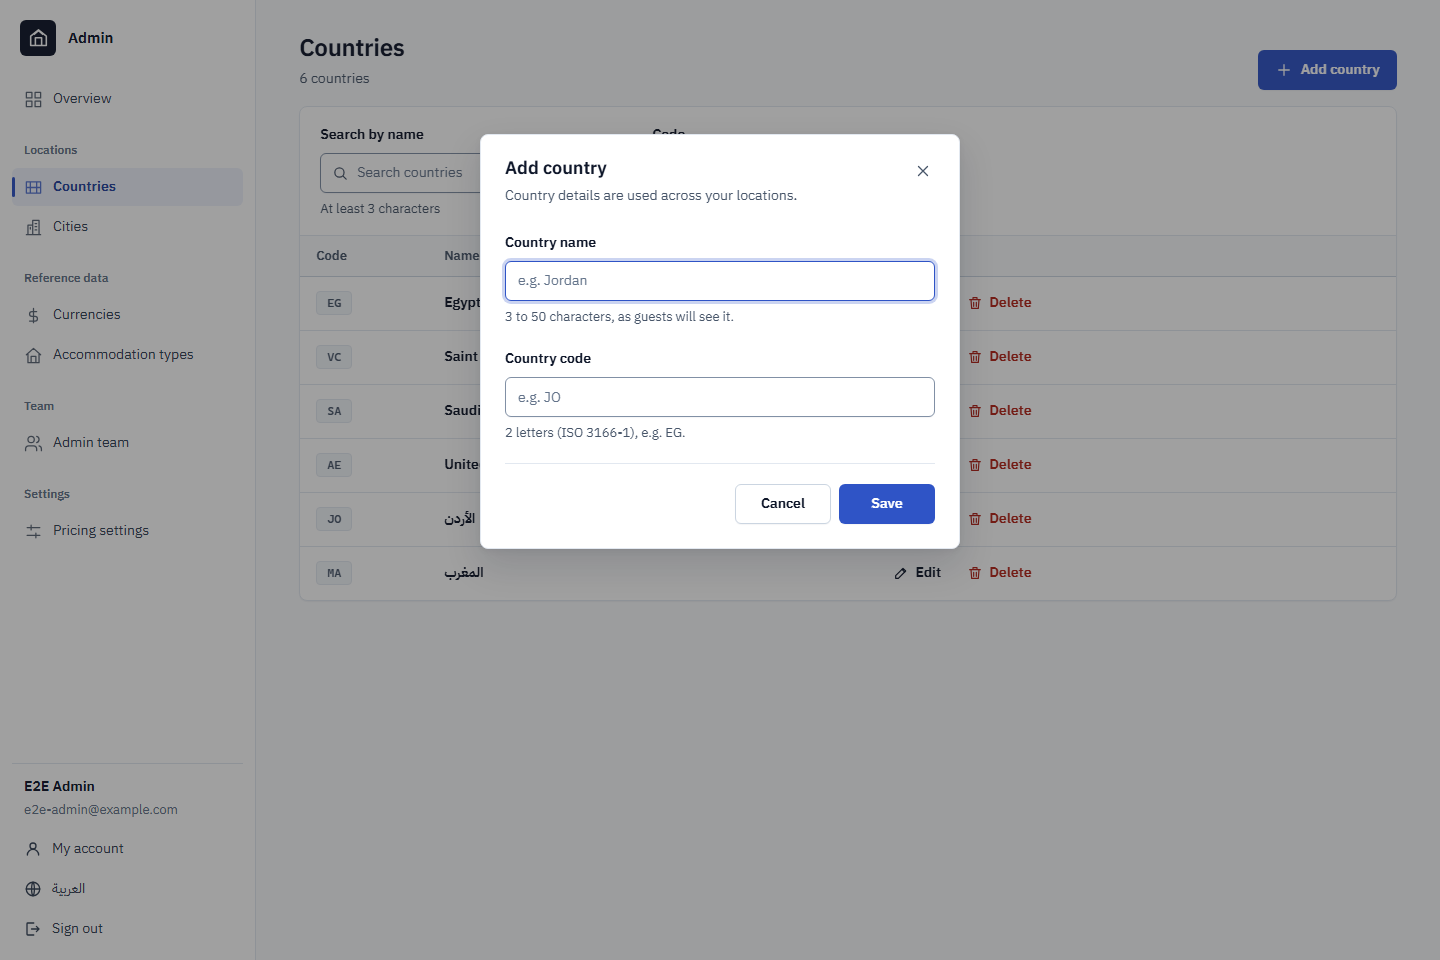 Admin
Overview
Locations
Countries
Cities
Reference data
Currencies
Accommodation types
Team
Admin team
Settings
Pricing settings
E2E Admin
e2e-admin@example.com
My account
العربية
Sign out
Countries
6 countries
Add country
Search by name
Code
Search countries
At least 3 characters
Code Name
EG Egypt Delete
VC Saint Delete
SA Saudi Delete
AE Delete
JO الأردن Delete
MA المغرب Edit Delete
Add country
Country details are used across your locations.
Country name
e.g. Jordan
3 to 50 characters, as guests will see it.
Country code
e.g. JO
2 letters (ISO 3166-1), e.g. EG.
Cancel Save